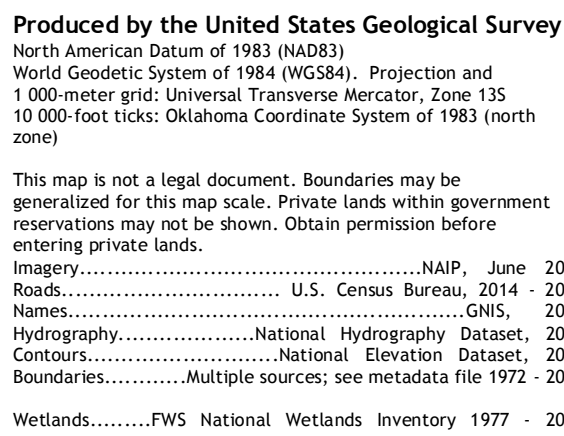 Produced by the United States Geological Survey
North American Datum of 1983 (NAD83)
World Geodetic System of 1984 (WGS84).  Projection and
1 000-meter grid: Universal Transverse Mercator, Zone 13S
10 000-foot ticks: Oklahoma Coordinate System of 1983 (north
zone)
This map is not a legal document. Boundaries may be
generalized for this map scale. Private lands within government
reservations may not be shown. Obtain permission before
entering private lands.
Imagery....................................................NAIP, June 20
Roads................................. U.S. Census Bureau, 2014 - 20
Names............................................................GNIS, 20
Hydrography.....................National Hydrography Dataset, 20
Contours.............................National Elevation Dataset, 20
Boundaries............Multiple sources; see metadata file 1972 - 20
Wetlands.........FWS National Wetlands Inventory 1977 - 20